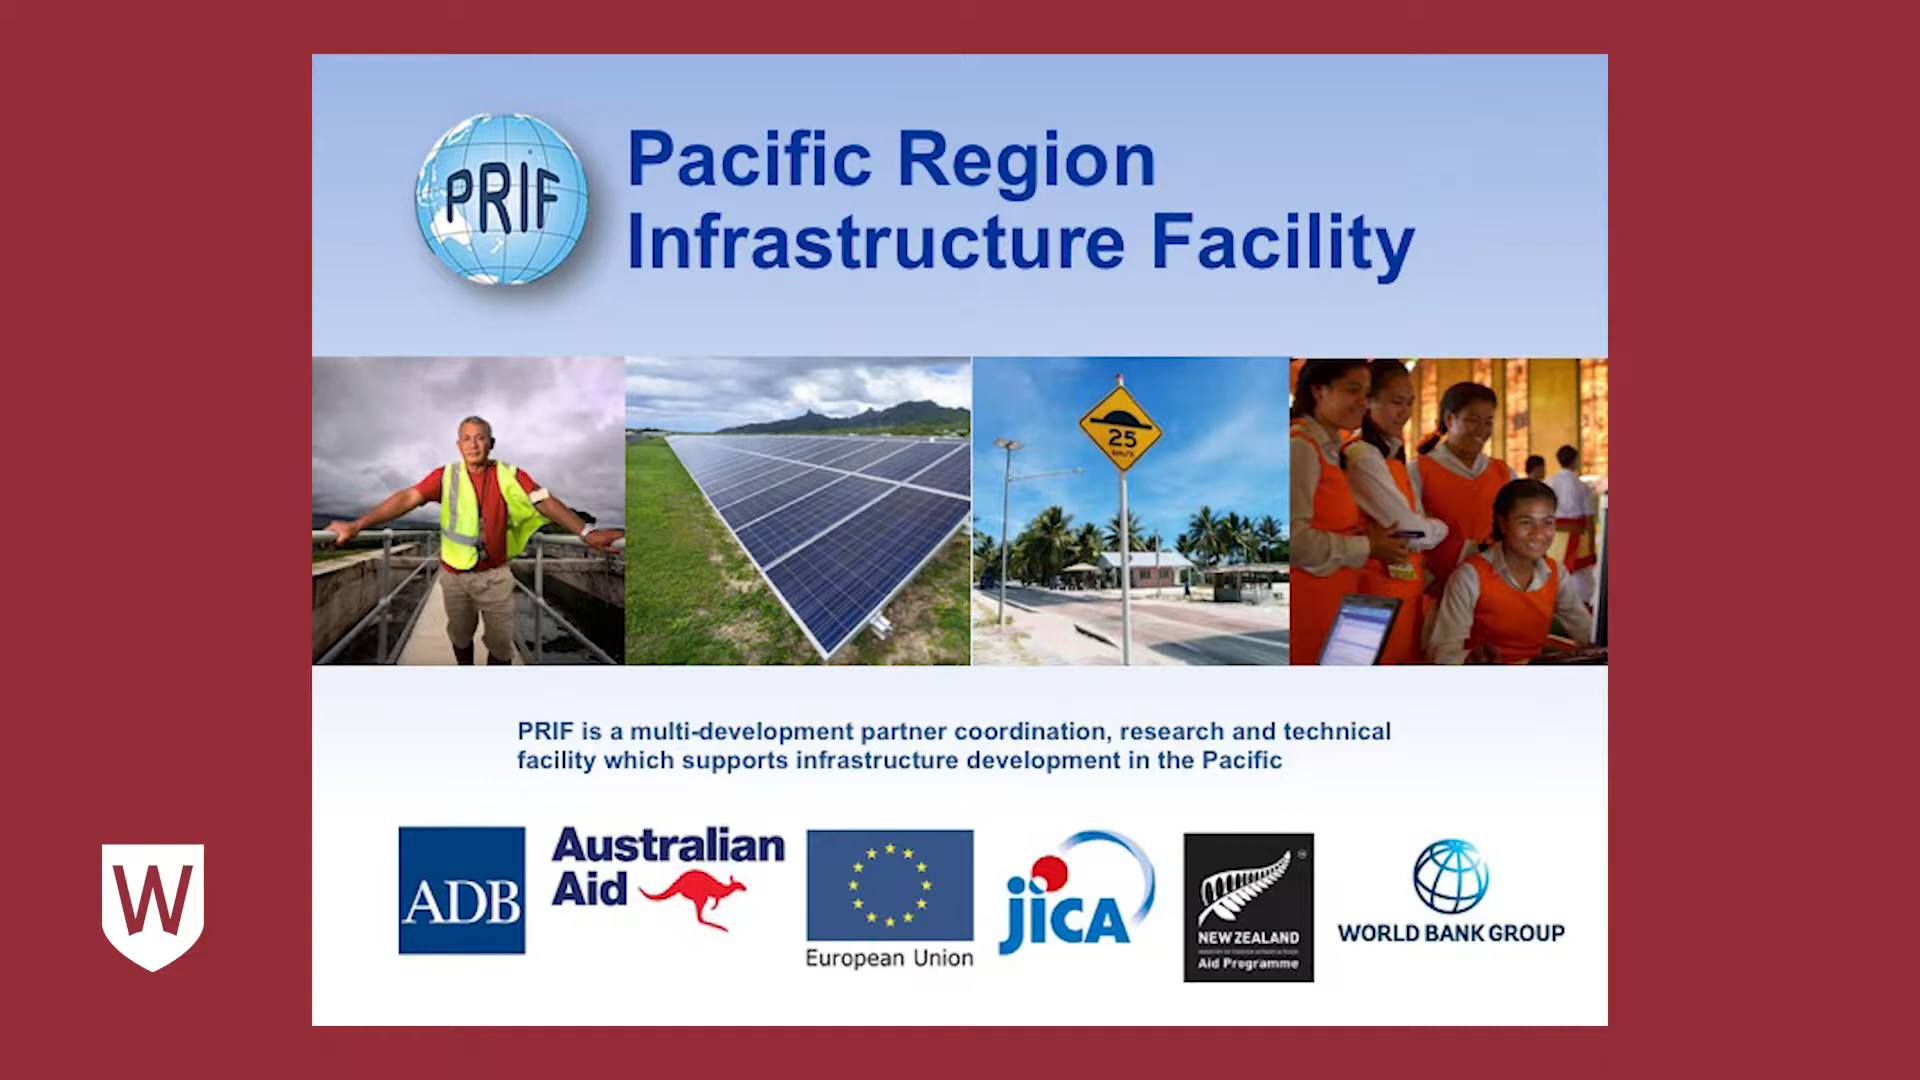 PRIF
Pacific Region
Infrastructure Facility
25
km/h
PRIF is a multi-development partner coordination, research and technical
facility which supports infrastructure development in the Pacific
ADB
Australian
Aid
European Union
jica
NEW ZEALAND
Aid Programme
WORLD BANK GROUP
W